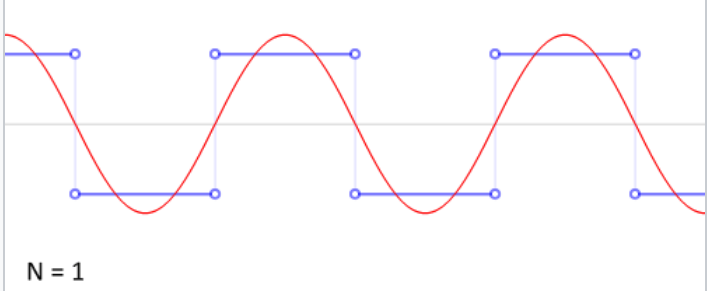 N = 1